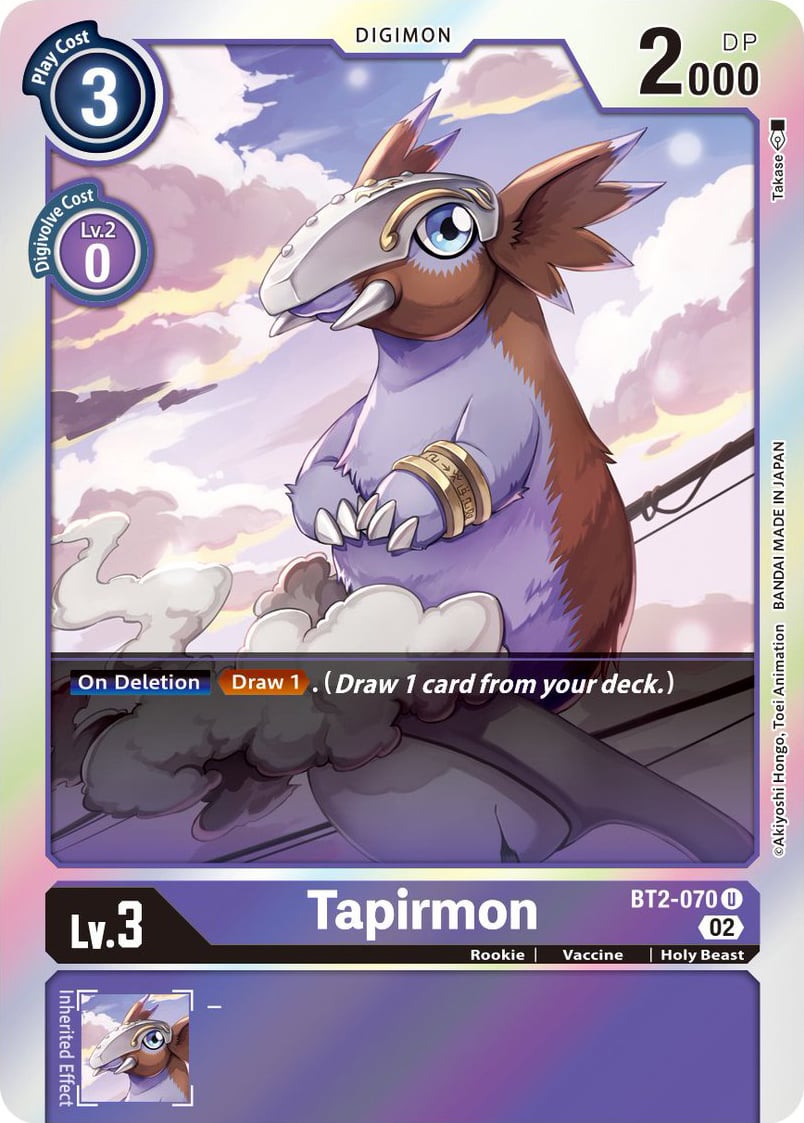 DIGIMON
Play Cost
3
DP
2000
Takase
Digivolve Cost
Lv.2
0
On Deletion Draw 1 . (Draw 1 card from your deck.)
©Akiyoshi Hongo, Toei Animation BANDAI MADE IN JAPAN
Lv.3
Tapirmon
BT2-070 U
02
Rookie | Vaccine | Holy Beast
Inherited Effect
–